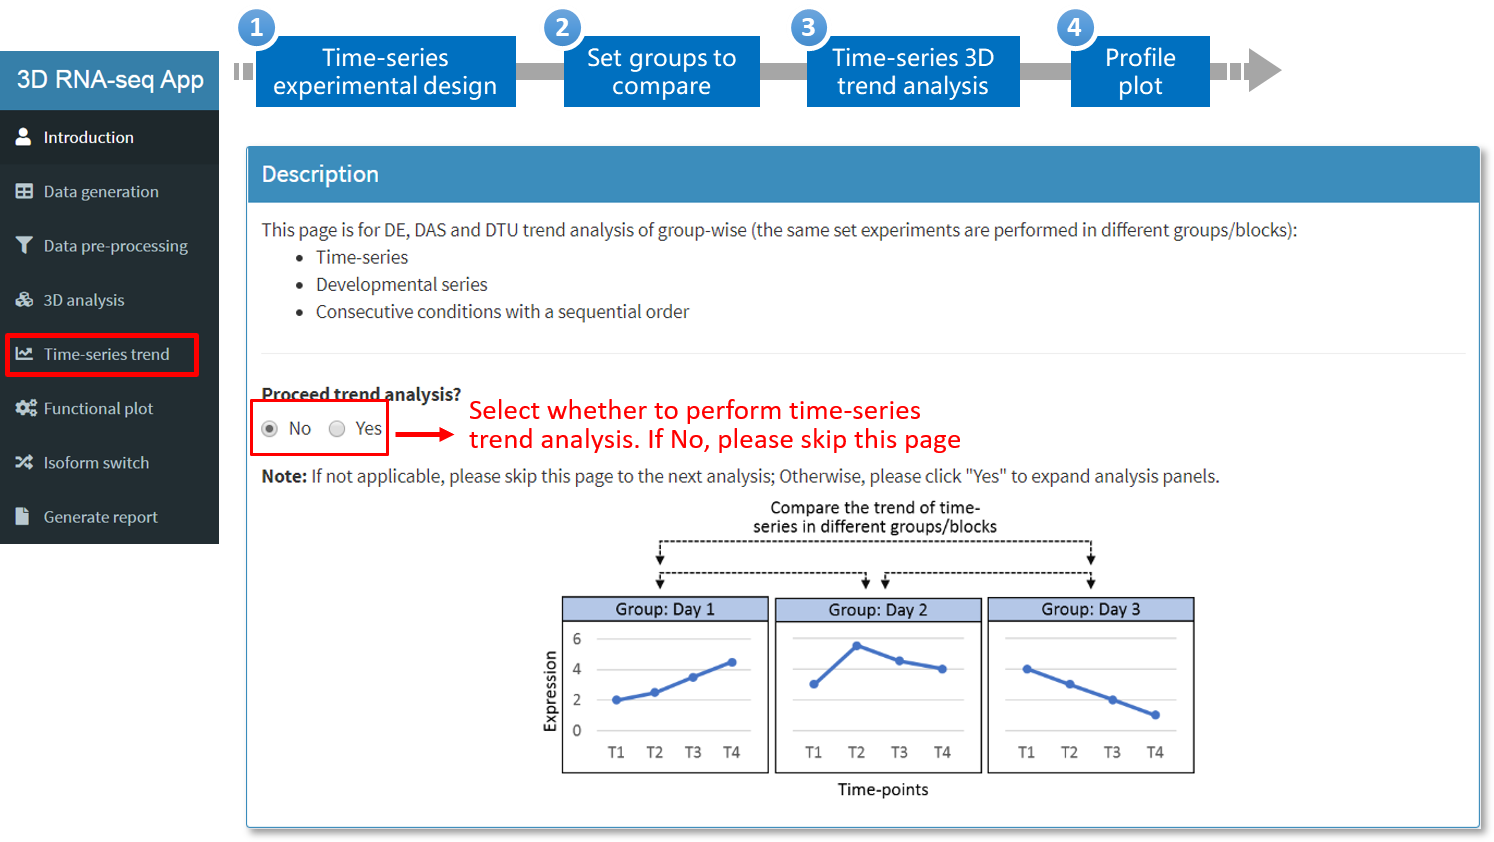 1
Time-series
experimental design
2
Set groups to
compare
3
Time-series 3D
trend analysis
4
Profile
plot
3D RNA-seq App
Introduction
Data generation
Data pre-processing
3D analysis
Time-series trend
Functional plot
Isoform switch
Generate report
Description
This page is for DE, DAS and DTU trend analysis of group-wise (the same set experiments are performed in different groups/blocks):
• Time-series
• Developmental series
• Consecutive conditions with a sequential order
Proceed trend analysis?
No Yes
Select whether to perform time-series
trend analysis. If No, please skip this page
Note: If not applicable, please skip this page to the next analysis; Otherwise, please click "Yes" to expand analysis panels.
Compare the trend of time-
series in different groups/blocks
Group: Day 1
Group: Day 2
Group: Day 3
Expression
6
4
2
0
T1 T2 T3 T4
T1 T2 T3 T4
T1 T2 T3 T4
Time-points